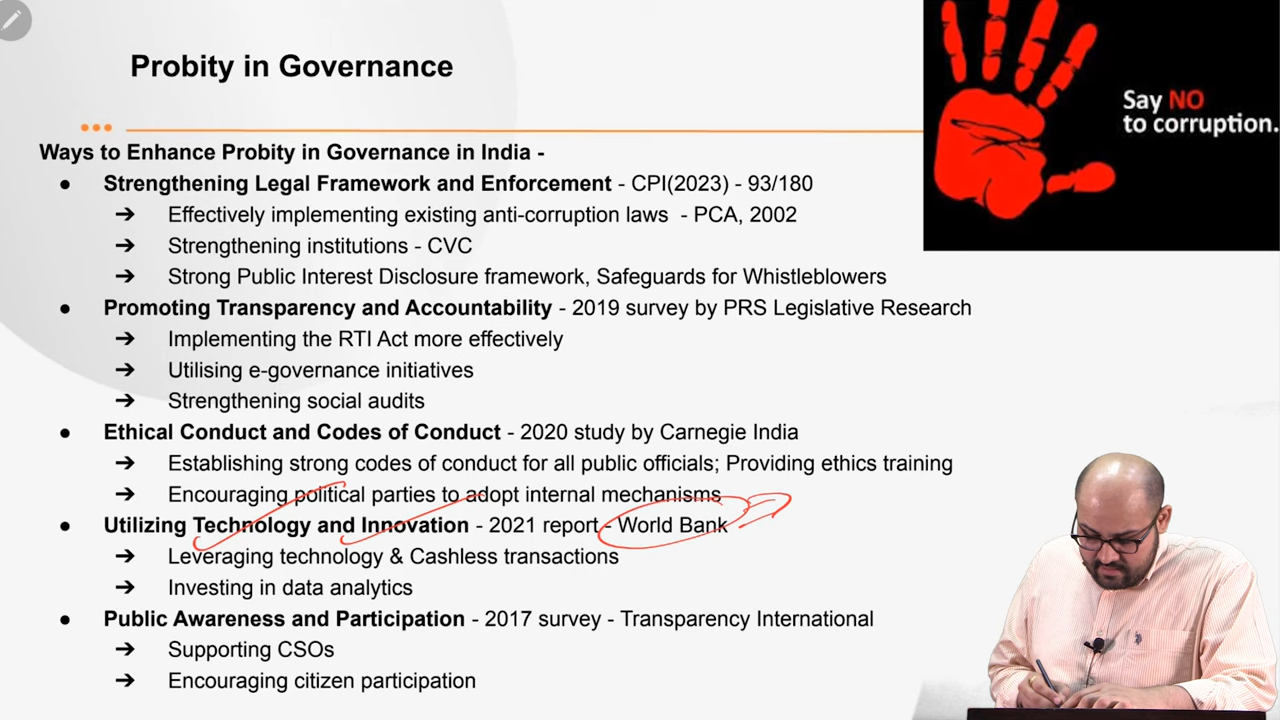 Probity in Governance
Say NO
to corruption.
Ways to Enhance Probity in Governance in India -
● Strengthening Legal Framework and Enforcement - CPI(2023) - 93/180
➔ Effectively implementing existing anti-corruption laws - PCA, 2002
➔ Strengthening institutions - CVC
➔ Strong Public Interest Disclosure framework, Safeguards for Whistleblowers
● Promoting Transparency and Accountability - 2019 survey by PRS Legislative Research
➔ Implementing the RTI Act more effectively
➔ Utilising e-governance initiatives
➔ Strengthening social audits
● Ethical Conduct and Codes of Conduct - 2020 study by Carnegie India
➔ Establishing strong codes of conduct for all public officials; Providing ethics training
➔ Encouraging political parties to adopt internal mechanisms
● Utilizing Technology and Innovation - 2021 report - World Bank
➔ Leveraging technology & Cashless transactions
➔ Investing in data analytics
● Public Awareness and Participation - 2017 survey - Transparency International
➔ Supporting CSOs
➔ Encouraging citizen participation